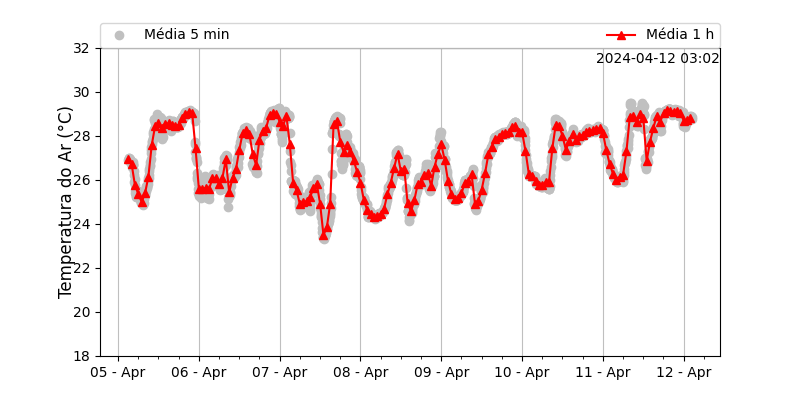 Média 5 min
Média 1 h
2024-04-12 03:02
Temperatura do Ar (°C)
32
30
28
26
24
22
20
18
05 - Apr
06 - Apr
07 - Apr
08 - Apr
09 - Apr
10 - Apr
11 - Apr
12 - Apr